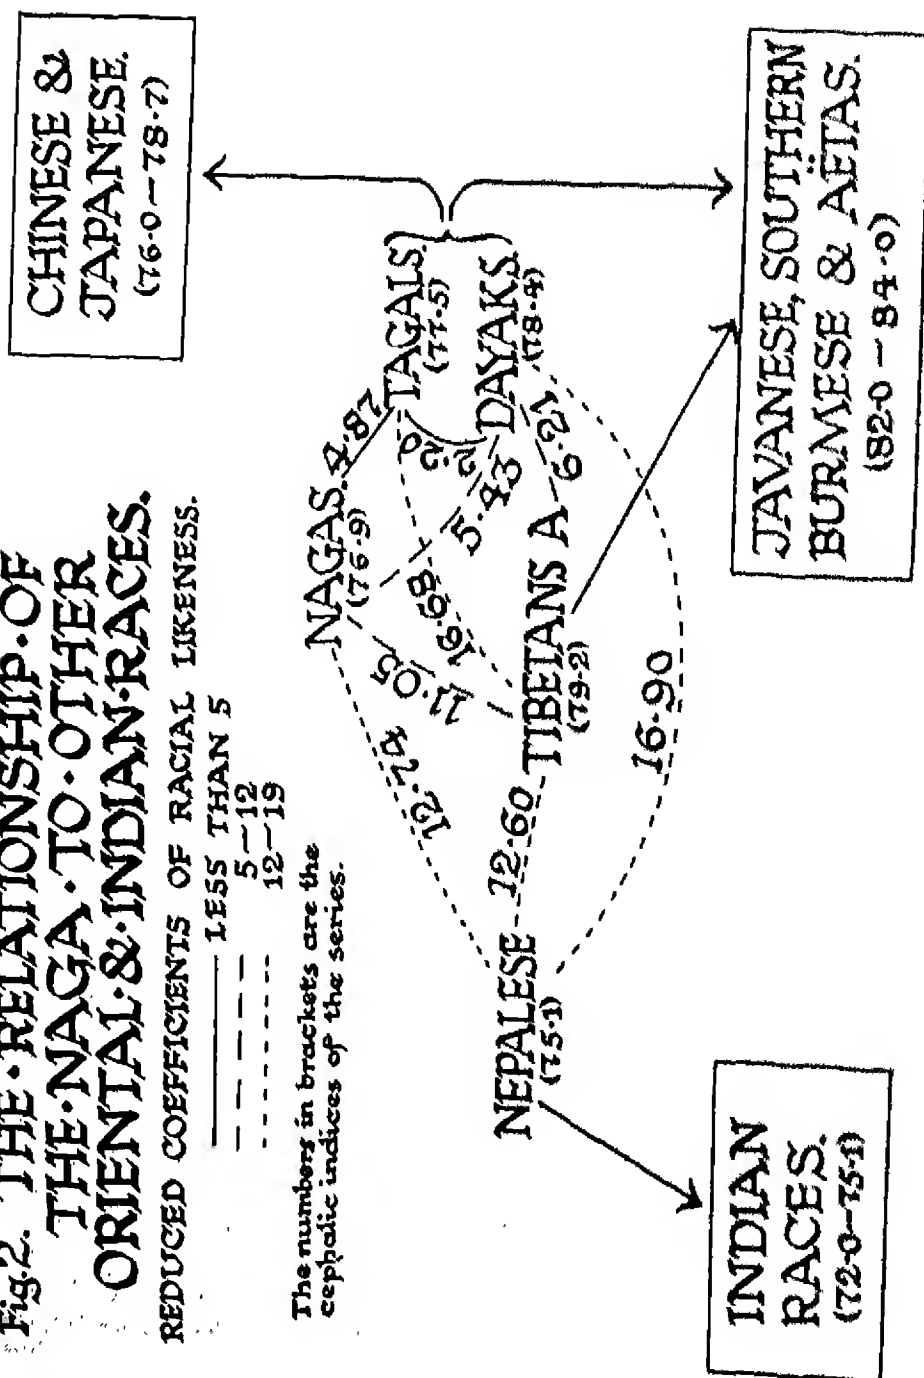 Fig.2. THE·RELATIONSHIP·OF
THE·NAGA·TO·OTHER
ORIENTAL·&·INDIAN·RACES.
REDUCED COEFFICIENTS OF RACIAL LIKENESS.
LESS THAN 5
5—12
12—19
The numbers in brackets are the
cephalic indices of the series.
CHINESE &
JAPANESE.
(76·0—78·7)
NAGAS.
(76·9)
4·87
TAGALS.
(77·5)
2·20
DAYAKS.
(78·4)
5·43
16·68
11·05
12·74
6·21
NEPALESE
(75·1)
12·60
TIBETANS A
(79·2)
16·90
INDIAN
RACES.
(72·0—75·1)
JAVANESE, SOUTHERN
BURMESE & AËTAS.
(82·0—84·0)